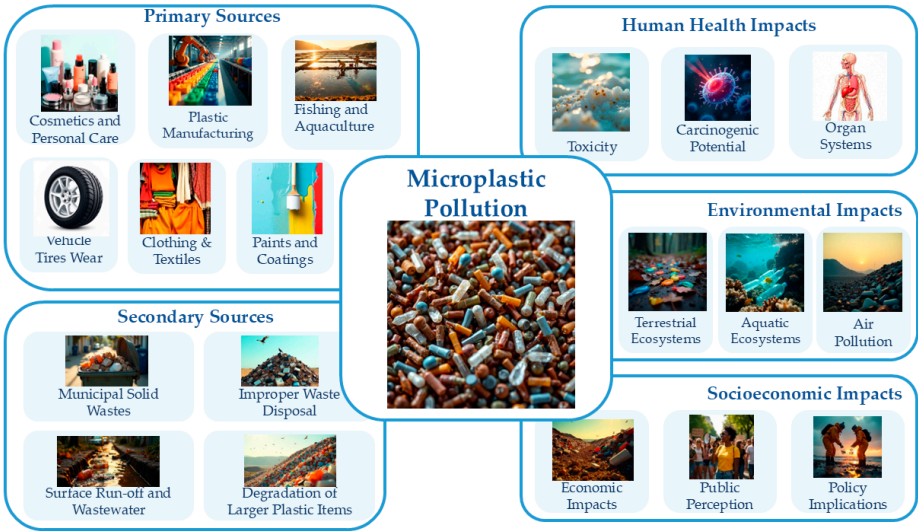 Primary Sources
Cosmetics and
Personal Care
Plastic
Manufacturing
Fishing and
Aquaculture
Vehicle
Tires Wear
Clothing &
Textiles
Paints and
Coatings
Secondary Sources
Municipal Solid
Wastes
Improper Waste
Disposal
Surface Run-off and
Wastewater
Degradation of
Larger Plastic Items
Microplastic
Pollution
Human Health Impacts
Toxicity
Carcinogenic
Potential
Organ
Systems
Environmental Impacts
Terrestrial
Ecosystems
Aquatic
Ecosystems
Air
Pollution
Socioeconomic Impacts
Economic
Impacts
Public
Perception
Policy
Implications